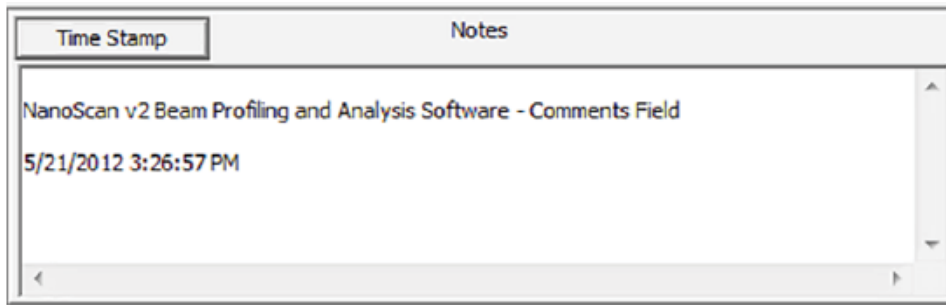 Time Stamp
Notes
NanoScan v2 Beam Profiling and Analysis Software - Comments Field
5/21/2012 3:26:57 PM